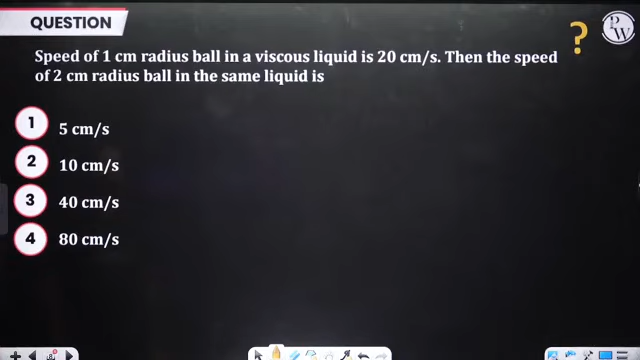 QUESTION
?
PW
Speed of 1 cm radius ball in a viscous liquid is 20 cm/s. Then the speed
of 2 cm radius ball in the same liquid is
1 5 cm/s
2 10 cm/s
3 40 cm/s
4 80 cm/s